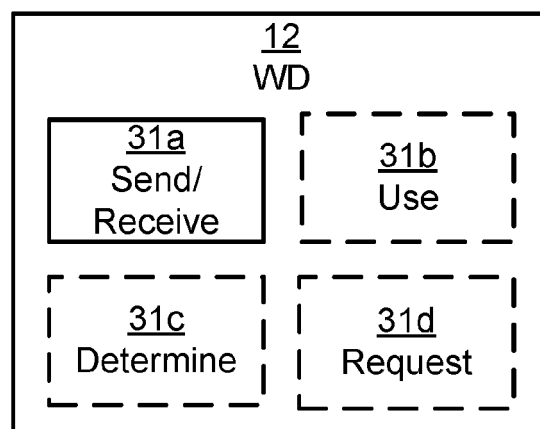 12
WD
31a
Send/
Receive
31b
Use
31c
Determine
31d
Request